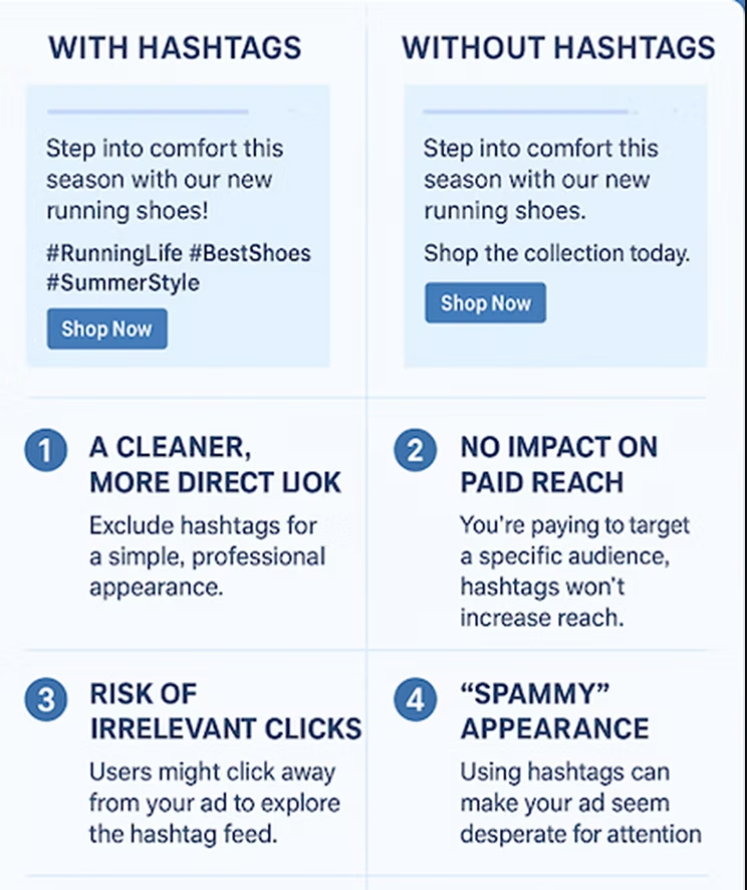 WITH HASHTAGS
Step into comfort this
season with our new
running shoes!
#RunningLife #BestShoes
#SummerStyle
Shop Now
WITHOUT HASHTAGS
Step into comfort this
season with our new
running shoes.
Shop the collection today.
Shop Now
1
A CLEANER,
MORE DIRECT IJOK
Exclude hashtags for
a simple, professional
appearance.
2
NO IMPACT ON
PAID REACH
You're paying to target
a specific audience,
hashtags won't
increase reach.
3
RISK OF
IRRELEVANT CLICKS
Users might click away
from your ad to explore
the hashtag feed.
4
“SPAMMY”
APPEARANCE
Using hashtags can
make your ad seem
desperate for attention